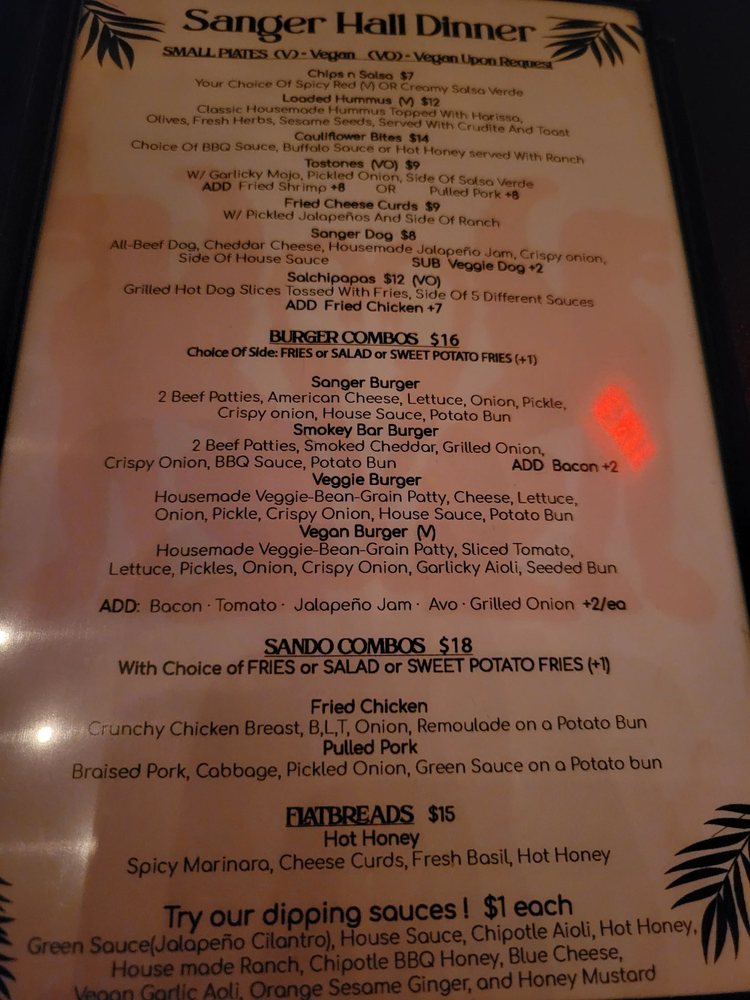 Sanger Hall Dinner
SMALL PLATES (V) - Vegan (VO) - Vegan Upon Request
Chips n Salsa $7
Your Choice Of Spicy Red (V) OR Creamy Salsa Verde
Loaded Hummus (V) $12
Classic Housemade Hummus Topped With Harissa,
Olives, Fresh Herbs, Sesame Seeds, Served With Crudite And Toast
Cauliflower Bites $14
Choice Of BBQ Sauce, Buffalo Sauce or Hot Honey served With Ranch
Tostones (VO) $9
W/ Garlicky Mojo, Pickled Onion, Side Of Salsa Verde
ADD Fried Shrimp +8 OR Pulled Pork +8
Fried Cheese Curds $9
W/ Pickled Jalapeños And Side Of Ranch
Sanger Dog $8
All-Beef Dog, Cheddar Cheese, Housemade Jalapeño Jam, Crispy onion,
Side Of House Sauce SUB Veggie Dog +2
Salchipapas $12 (VO)
Grilled Hot Dog Slices Tossed With Fries, Side Of 5 Different Sauces
ADD Fried Chicken +7
BURGER COMBOS $16
Choice Of Side: FRIES or SALAD or SWEET POTATO FRIES (+1)
Sanger Burger
2 Beef Patties, American Cheese, Lettuce, Onion, Pickle,
Crispy onion, House Sauce, Potato Bun
Smokey Bar Burger
2 Beef Patties, Smoked Cheddar, Grilled Onion,
Crispy Onion, BBQ Sauce, Potato Bun ADD Bacon +2
Veggie Burger
Housemade Veggie-Bean-Grain Patty, Cheese, Lettuce,
Onion, Pickle, Crispy Onion, House Sauce, Potato Bun
Vegan Burger (V)
Housemade Veggie-Bean-Grain Patty, Sliced Tomato,
Lettuce, Pickles, Onion, Crispy Onion, Garlicky Aioli, Seeded Bun
ADD: Bacon · Tomato · Jalapeño Jam · Avo · Grilled Onion +2/ea
SANDO COMBOS $18
With Choice of FRIES or SALAD or SWEET POTATO FRIES (+1)
Fried Chicken
Crunchy Chicken Breast, B,L,T, Onion, Remoulade on a Potato Bun
Pulled Pork
Braised Pork, Cabbage, Pickled Onion, Green Sauce on a Potato bun
FLATBREADS $15
Hot Honey
Spicy Marinara, Cheese Curds, Fresh Basil, Hot Honey
Try our dipping sauces! $1 each
Green Sauce(Jalapeño Cilantro), House Sauce, Chipotle Aioli, Hot Honey,
House made Ranch, Chipotle BBQ Honey, Blue Cheese,
Vegan Garlic Aoli, Orange Sesame Ginger, and Honey Mustard